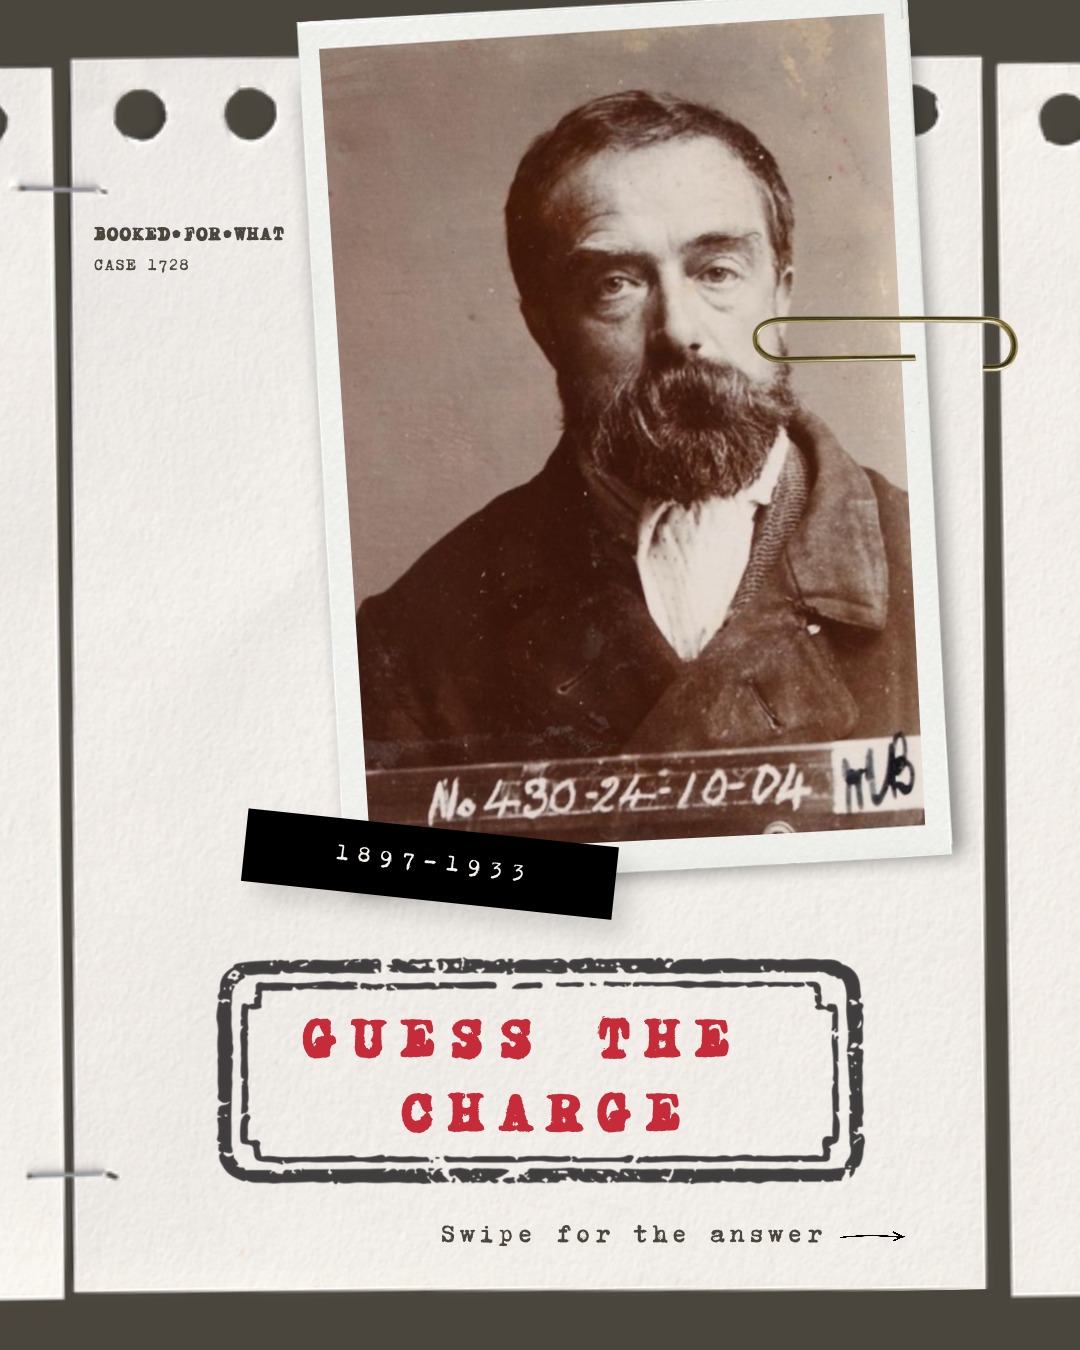 BOOKED•FOR•WHAT
CASE 1728
No 430-24-10-04
MB
1897-1933
GUESS THE
CHARGE
Swipe for the answer